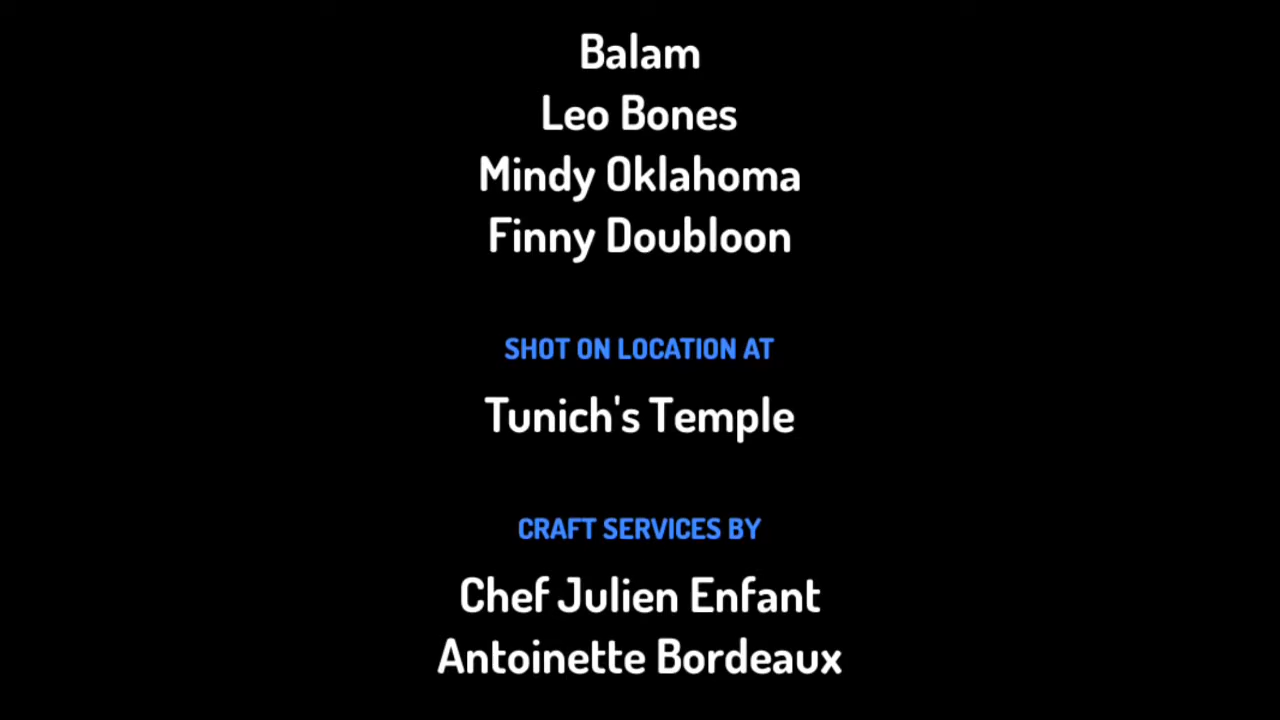 Balam
Leo Bones
Mindy Oklahoma
Finny Doubloon
SHOT ON LOCATION AT
Tunich's Temple
CRAFT SERVICES BY
Chef Julien Enfant
Antoinette Bordeaux